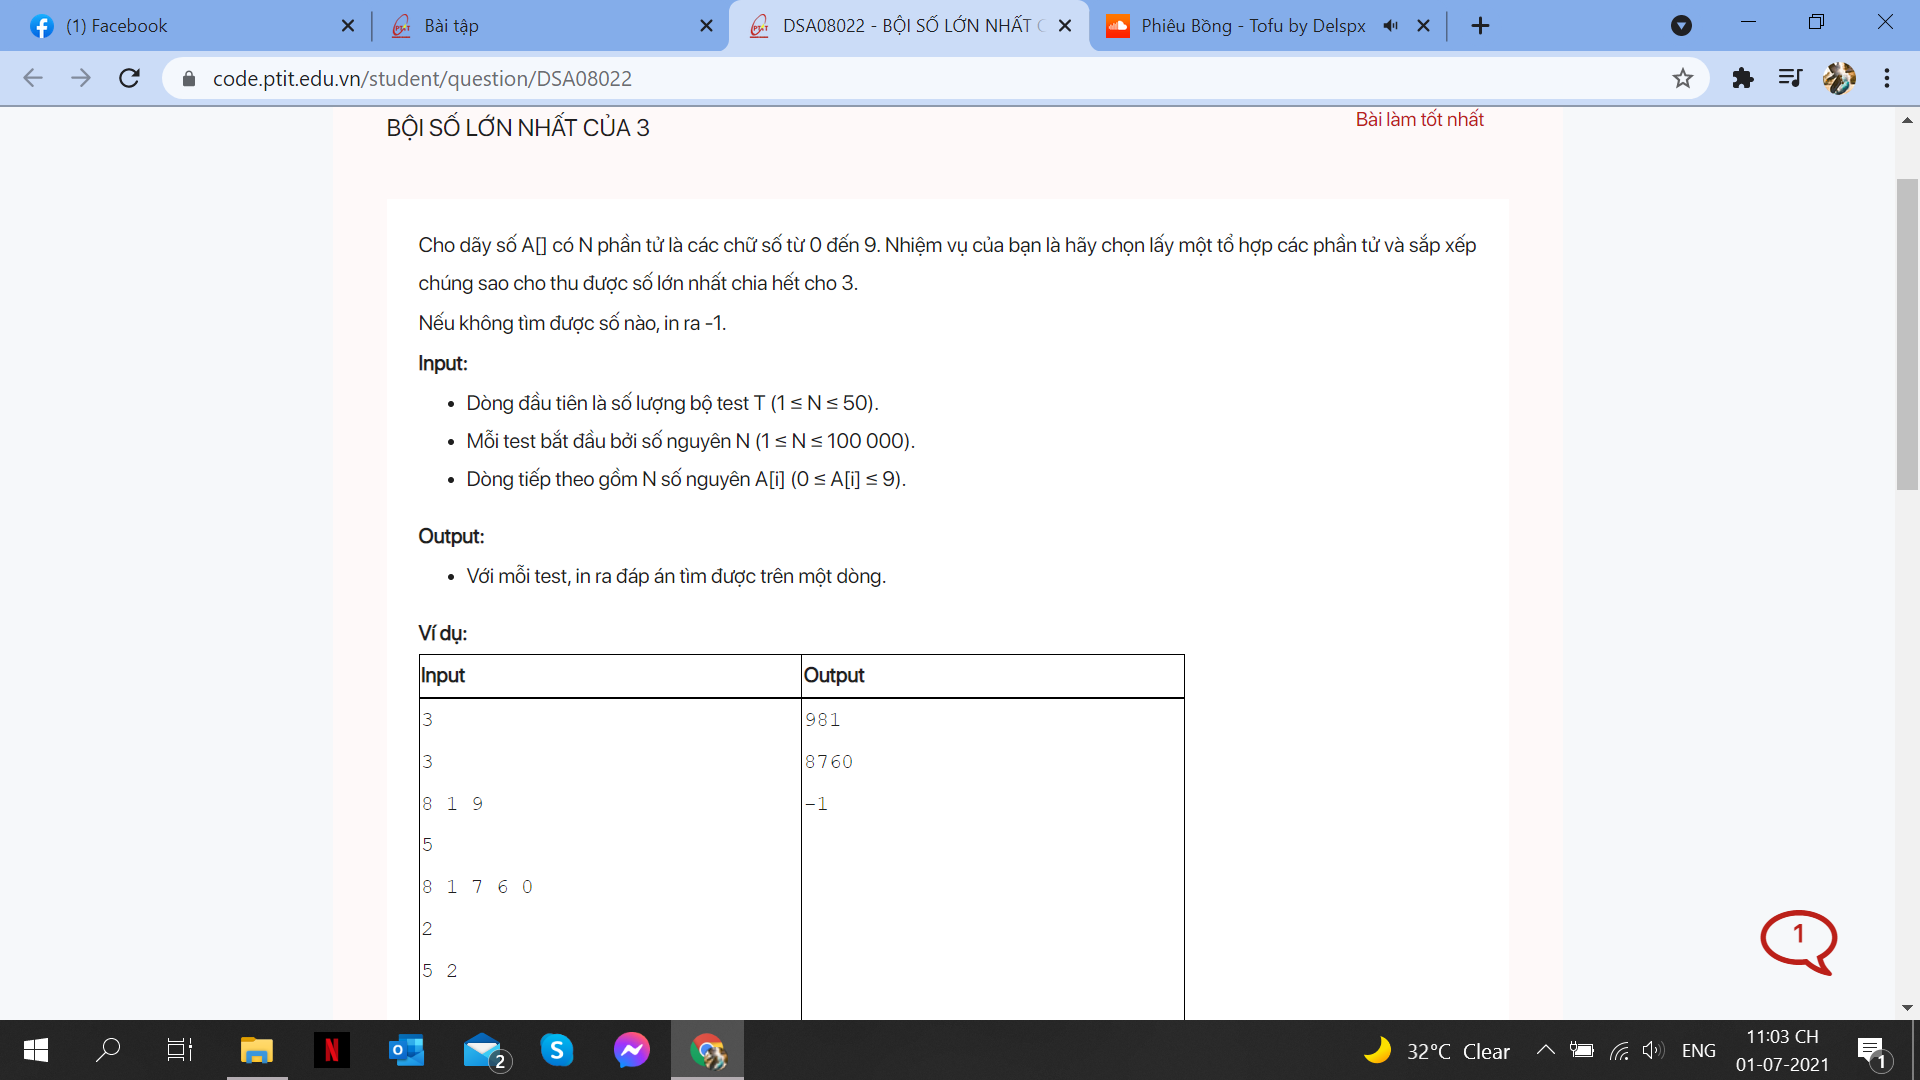 (1) Facebook
Bài tập
DSA08022 - BỘI SỐ LỚN NHẤT C
Phiêu Bồng - Tofu by Delspx
code.ptit.edu.vn/student/question/DSA08022
BỘI SỐ LỚN NHẤT CỦA 3
Bài làm tốt nhất
Cho dãy số A[] có N phần tử là các chữ số từ 0 đến 9. Nhiệm vụ của bạn là hãy chọn lấy một tổ hợp các phần tử và sắp xếp
chúng sao cho thu được số lớn nhất chia hết cho 3.
Nếu không tìm được số nào, in ra -1.
Input:
• Dòng đầu tiên là số lượng bộ test T (1 ≤ N ≤ 50).
• Mỗi test bắt đầu bởi số nguyên N (1 ≤ N ≤ 100 000).
• Dòng tiếp theo gồm N số nguyên A[i] (0 ≤ A[i] ≤ 9).
Output:
• Với mỗi test, in ra đáp án tìm được trên một dòng.
Ví dụ:
Input Output
3 981
3 8760
8 1 9 -1
5
8 1 7 6 0
2
5 2
1
2
32°C Clear
ENG
11:03 CH
01-07-2021
1